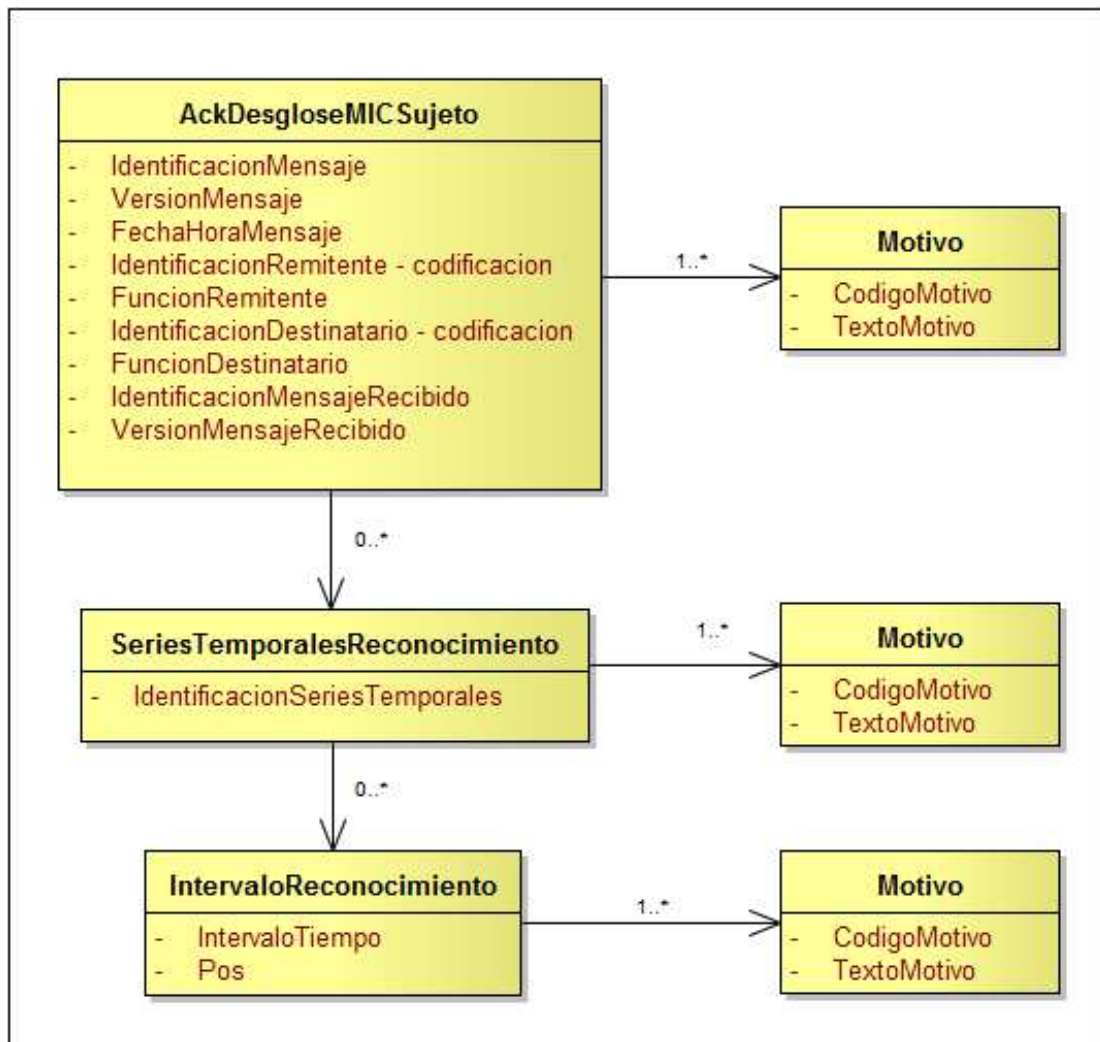 AckDesgloseMICSujeto
- IdentificacionMensaje
- VersionMensaje
- FechaHoraMensaje
- IdentificacionRemitente - codificacion
- FuncionRemitente
- IdentificacionDestinatario - codificacion
- FuncionDestinatario
- IdentificacionMensajeRecibido
- VersionMensajeRecibido
1..*
Motivo
- CodigoMotivo
- TextoMotivo
0..*
SeriesTemporalesReconocimiento
- IdentificacionSeriesTemporales
1..*
Motivo
- CodigoMotivo
- TextoMotivo
0..*
IntervaloReconocimiento
- IntervaloTiempo
- Pos
1..*
Motivo
- CodigoMotivo
- TextoMotivo